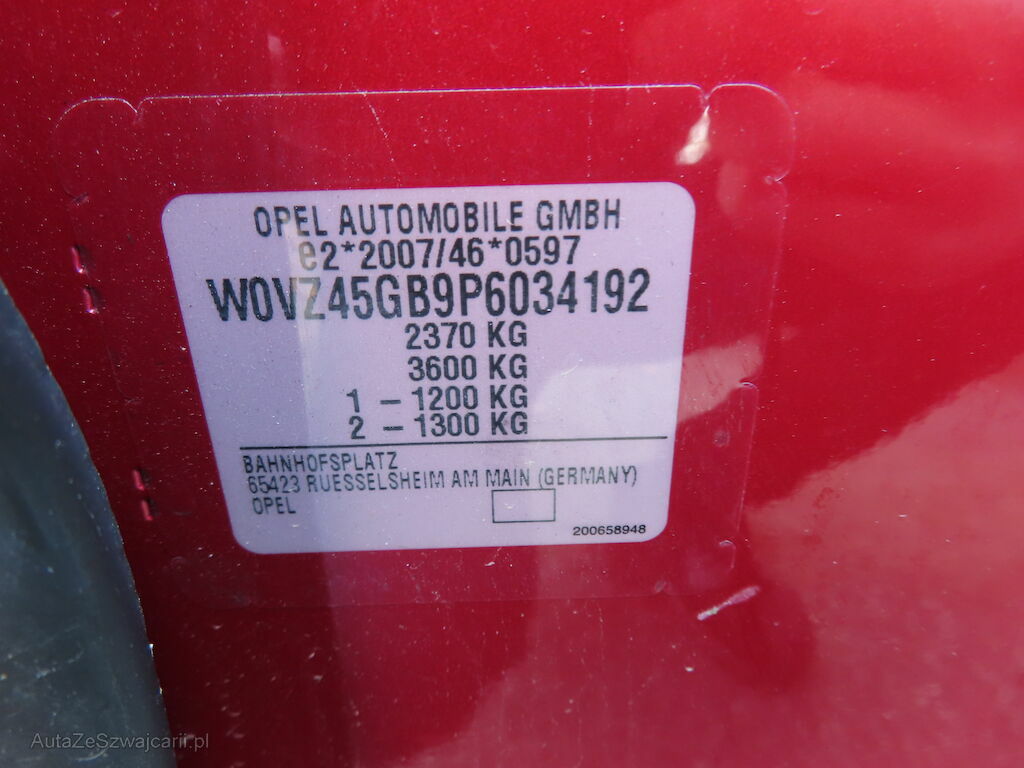 OPEL AUTOMOBILE GMBH
e2*2007/46*0597
W0VZ45GB9P6034192
2370 KG
3600 KG
1 – 1200 KG
2 – 1300 KG
BAHNHOFSPLATZ
65423 RUESSELSHEIM AM MAIN (GERMANY)
OPEL
200658948
AutaZeSzwajcarii.pl